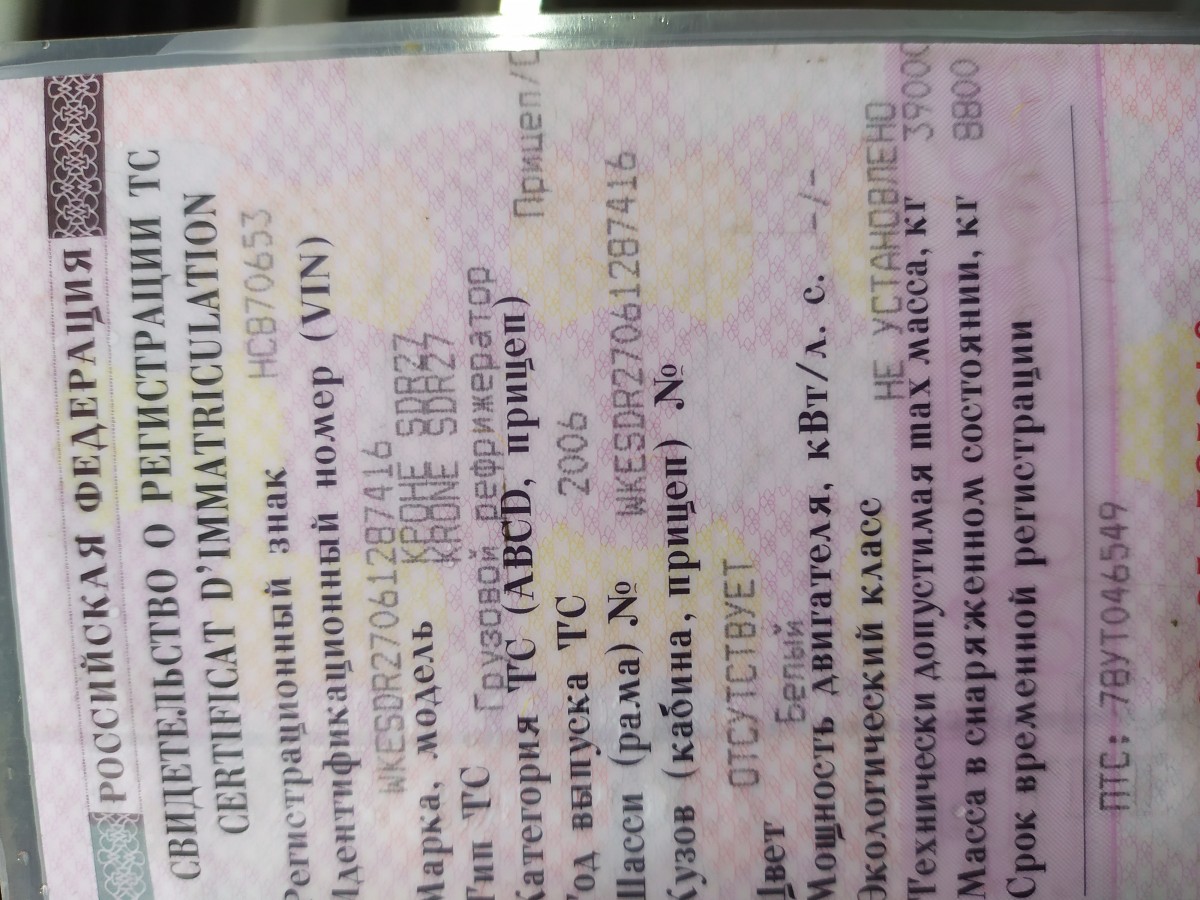 РОССИЙСКАЯ ФЕДЕРАЦИЯ
СВИДЕТЕЛЬСТВО О РЕГИСТРАЦИИ ТС
CERTIFICAT D'IMMATRICULATION
НСВ70653
Регистрационный знак
Идентификационный номер (VIN)
WKESDR27061287416
KPOHE SDR27
Марка, модель KRONE SDR27
Тип ТС Грузовой рефрижератор
Категория ТС (ABCD, прицеп) Прицеп/
Год выпуска ТС 2006
Шасси (рама) № WKESDR27061287416
Кузов (кабина, прицеп) №
ОТСУТСТВУЕТ
Цвет Белый
Мощность двигателя, кВт/л. с. -/-
Экологический класс НЕ УСТАНОВЛЕНО
Технически допустимая max масса, кг 39000
Масса в снаряженном состоянии, кг 8800
Срок временной регистрации
ПТС: 78УТ046549